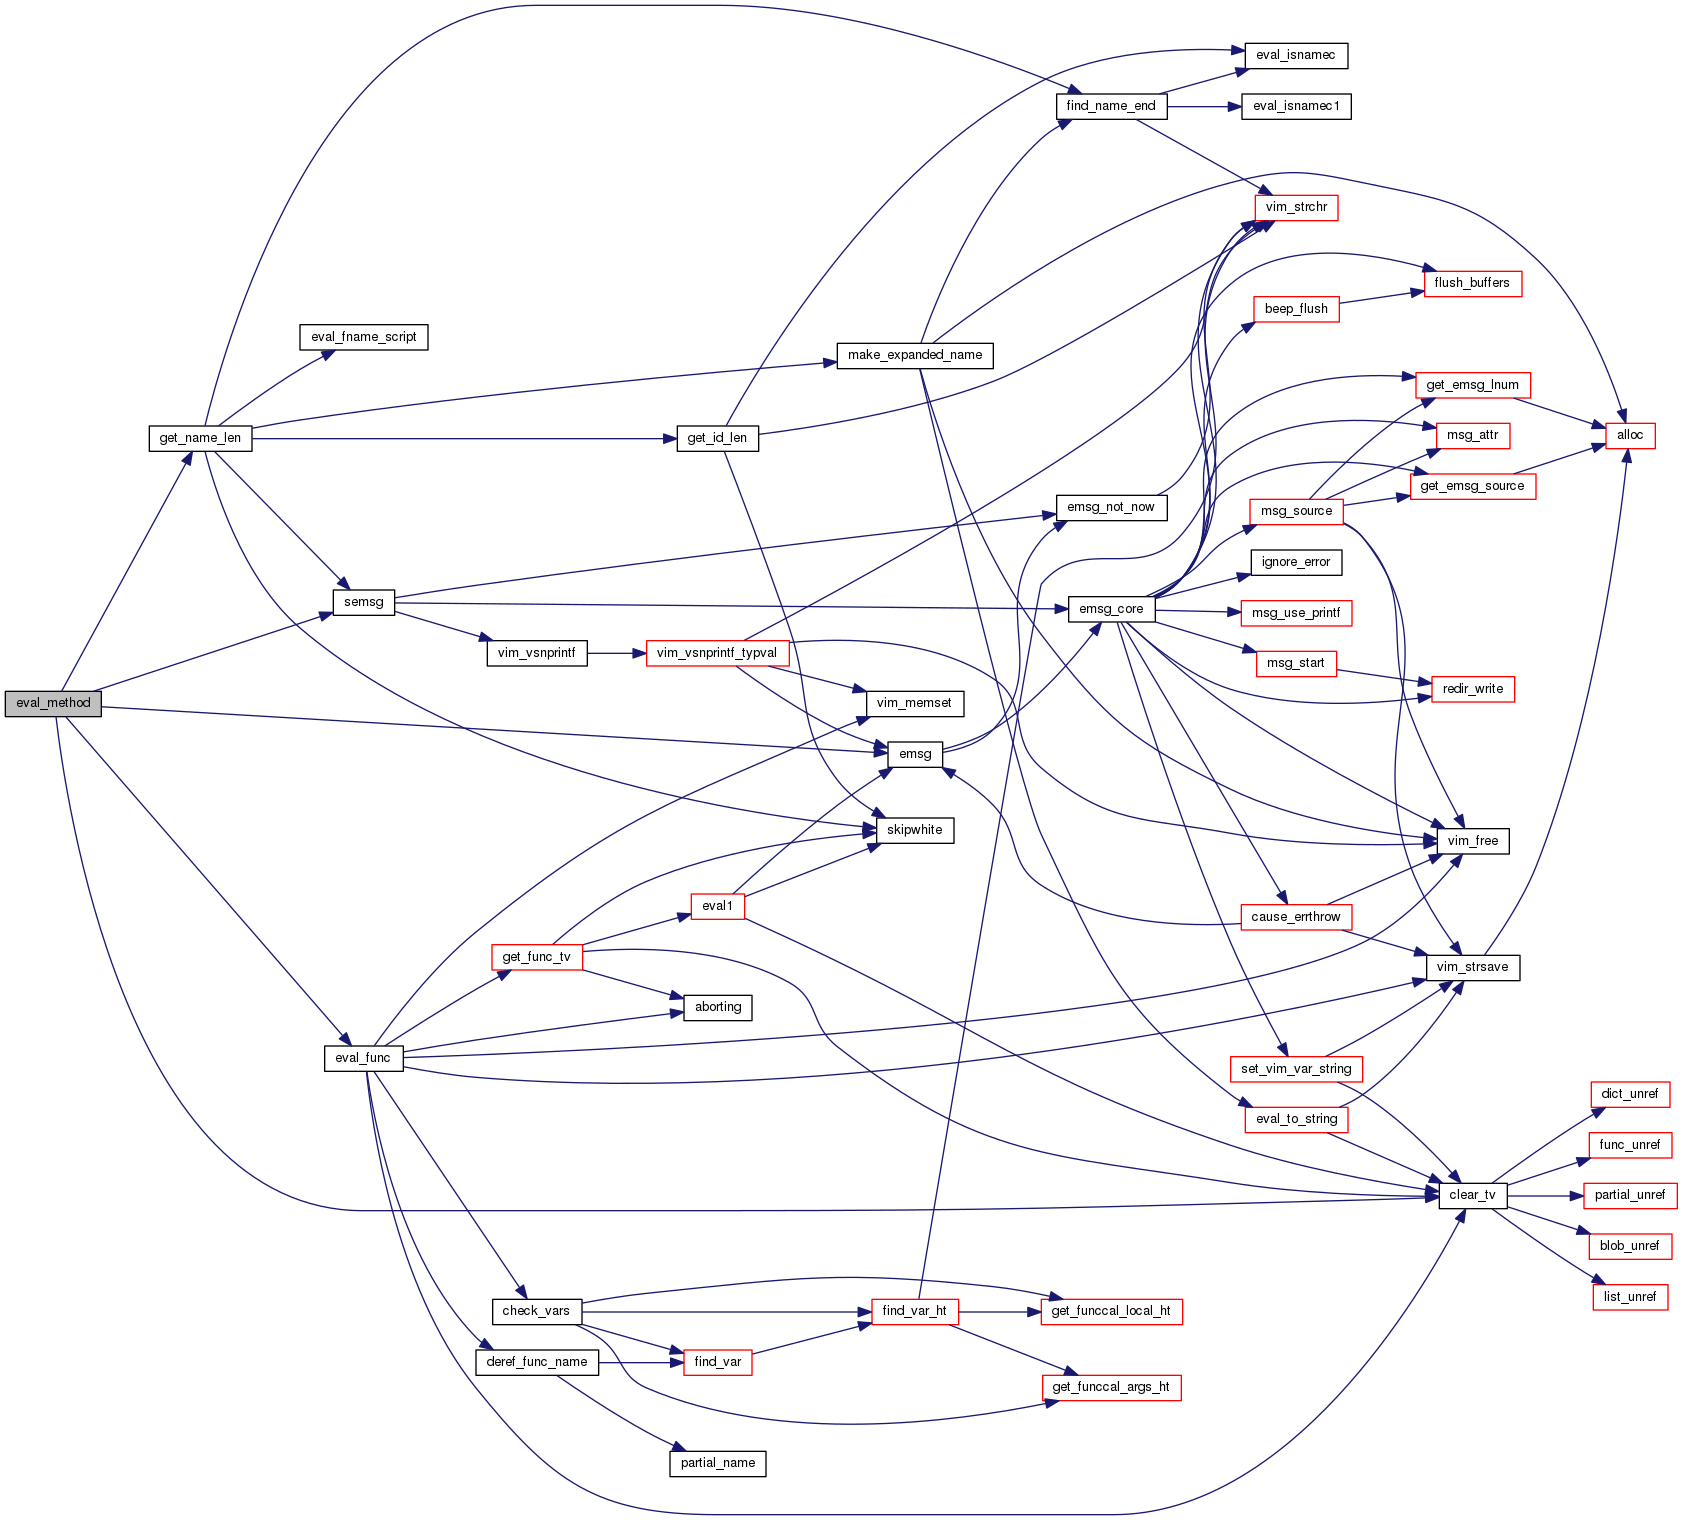 eval_isnamec
find_name_end
eval_isnamec1
vim_strchr
flush_buffers
beep_flush
eval_fname_script
make_expanded_name
get_emsg_lnum
get_name_len
get_id_len
msg_attr
alloc
get_emsg_source
emsg_not_now
msg_source
ignore_error
semsg
emsg_core
msg_use_printf
vim_vsnprintf
vim_vsnprintf_typval
msg_start
redir_write
eval_method
vim_memset
emsg
skipwhite
vim_free
eval1
cause_errthrow
get_func_tv
vim_strsave
aborting
eval_func
set_vim_var_string
dict_unref
eval_to_string
func_unref
clear_tv
partial_unref
blob_unref
list_unref
check_vars
find_var_ht
get_funccal_local_ht
deref_func_name
find_var
get_funccal_args_ht
partial_name